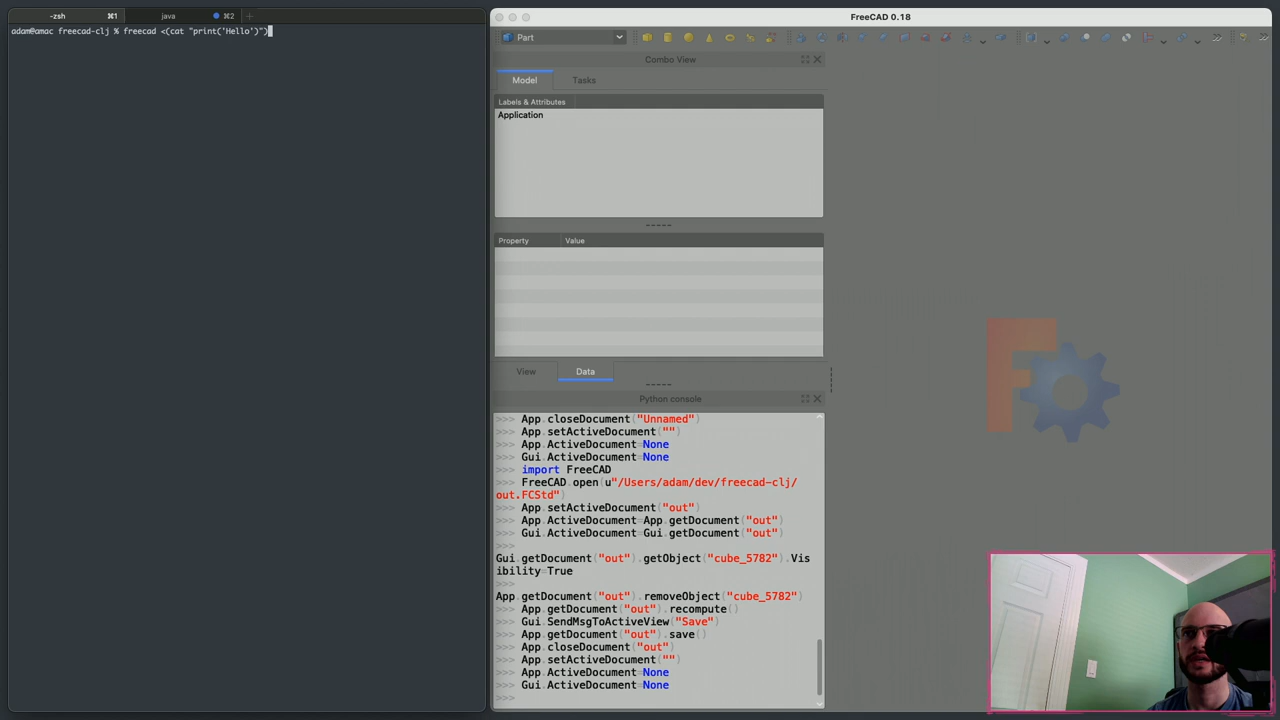 -zsh ⌘1 java ⌘2 +
adam@amac freecad-clj % freecad <(cat "print('Hello')")
FreeCAD 0.18
Part
Combo View
Model Tasks
Labels & Attributes
Application
Property Value
View Data
Python console
>>> App.closeDocument("Unnamed")
>>> App.setActiveDocument("")
>>> App.ActiveDocument=None
>>> Gui.ActiveDocument=None
>>> import FreeCAD
>>> FreeCAD.open(u"/Users/adam/dev/freecad-clj/
out.FCStd")
>>> App.setActiveDocument("out")
>>> App.ActiveDocument=App.getDocument("out")
>>> Gui.ActiveDocument=Gui.getDocument("out")
>>>
Gui.getDocument("out").getObject("cube_5782").Vis
ibility=True
>>>
App.getDocument("out").removeObject("cube_5782")
>>> App.getDocument("out").recompute()
>>> Gui.SendMsgToActiveView("Save")
>>> App.getDocument("out").save()
>>> App.closeDocument("out")
>>> App.setActiveDocument("")
>>> App.ActiveDocument=None
>>> Gui.ActiveDocument=None
>>>